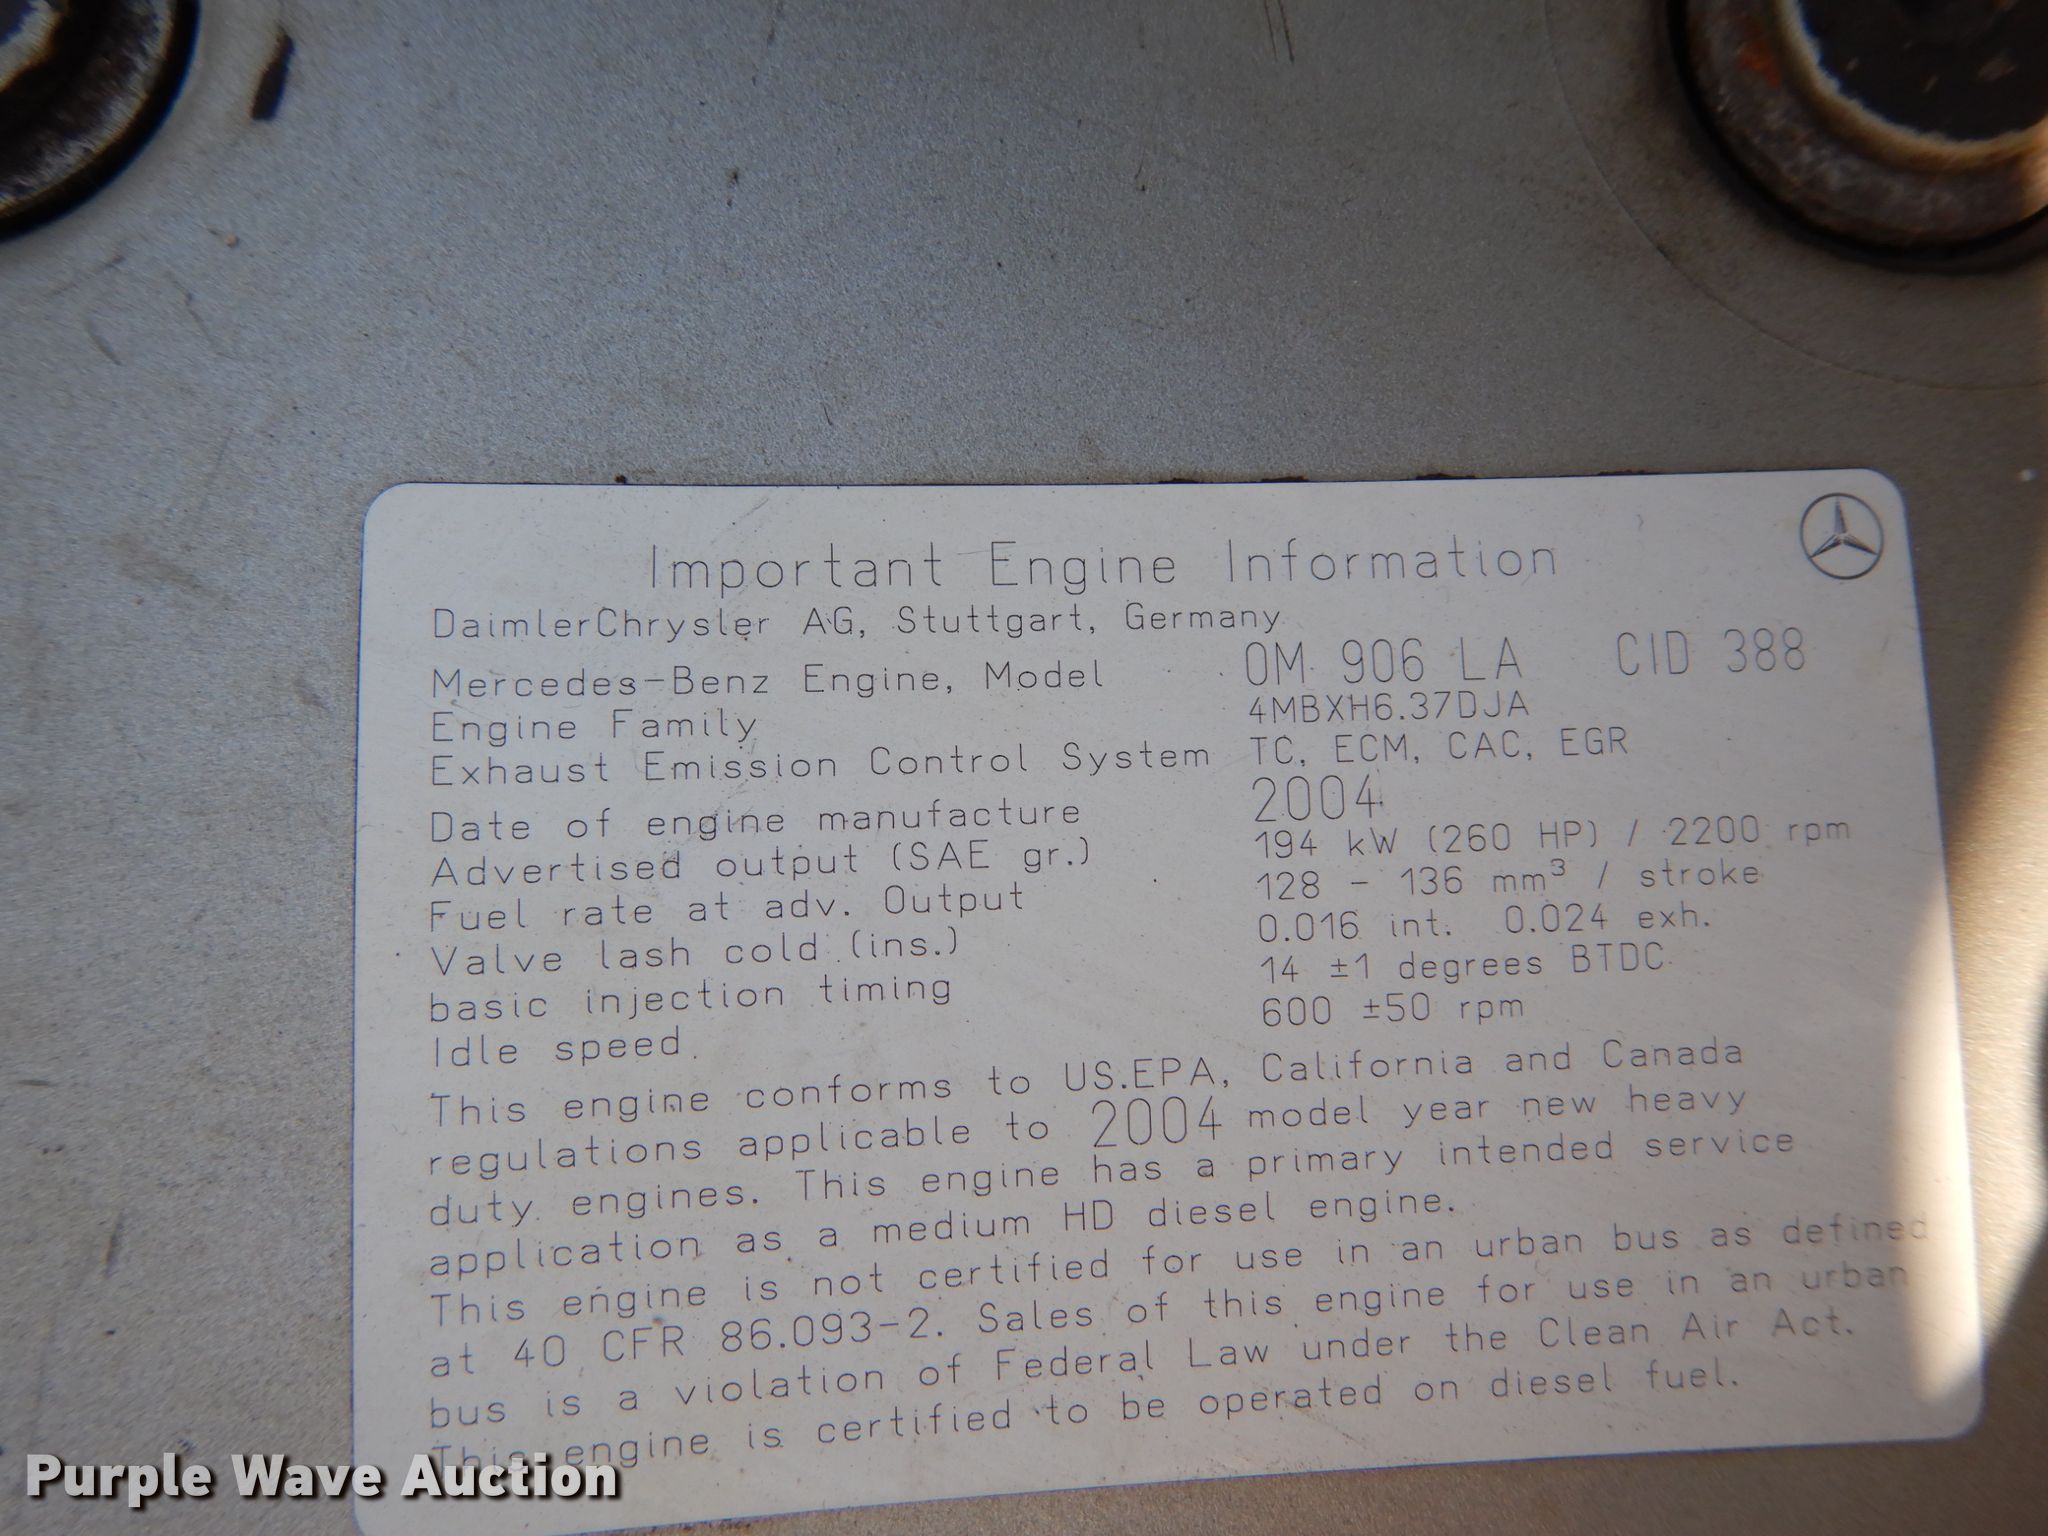 Important Engine Information
DaimlerChrysler AG, Stuttgart, Germany
Mercedes-Benz Engine, Model OM 906 LA CID 388
Engine Family 4MBXH6.37DJA
Exhaust Emission Control System TC, ECM, CAC, EGR
Date of engine manufacture 2004
Advertised output (SAE gr.) 194 kW (260 HP) / 2200 rpm
Fuel rate at adv. Output 128 - 136 mm³ / stroke
Valve lash cold (ins.) 0.016 int. 0.024 exh.
basic injection timing 14 ±1 degrees BTDC
Idle speed 600 ±50 rpm
This engine conforms to US.EPA, California and Canada
regulations applicable to 2004 model year new heavy
duty engines. This engine has a primary intended service
application as a medium HD diesel engine.
This engine is not certified for use in an urban bus as defined
at 40 CFR 86.093-2. Sales of this engine for use in an urban
bus is a violation of Federal Law under the Clean Air Act.
This engine is certified to be operated on diesel fuel.
Purple Wave Auction